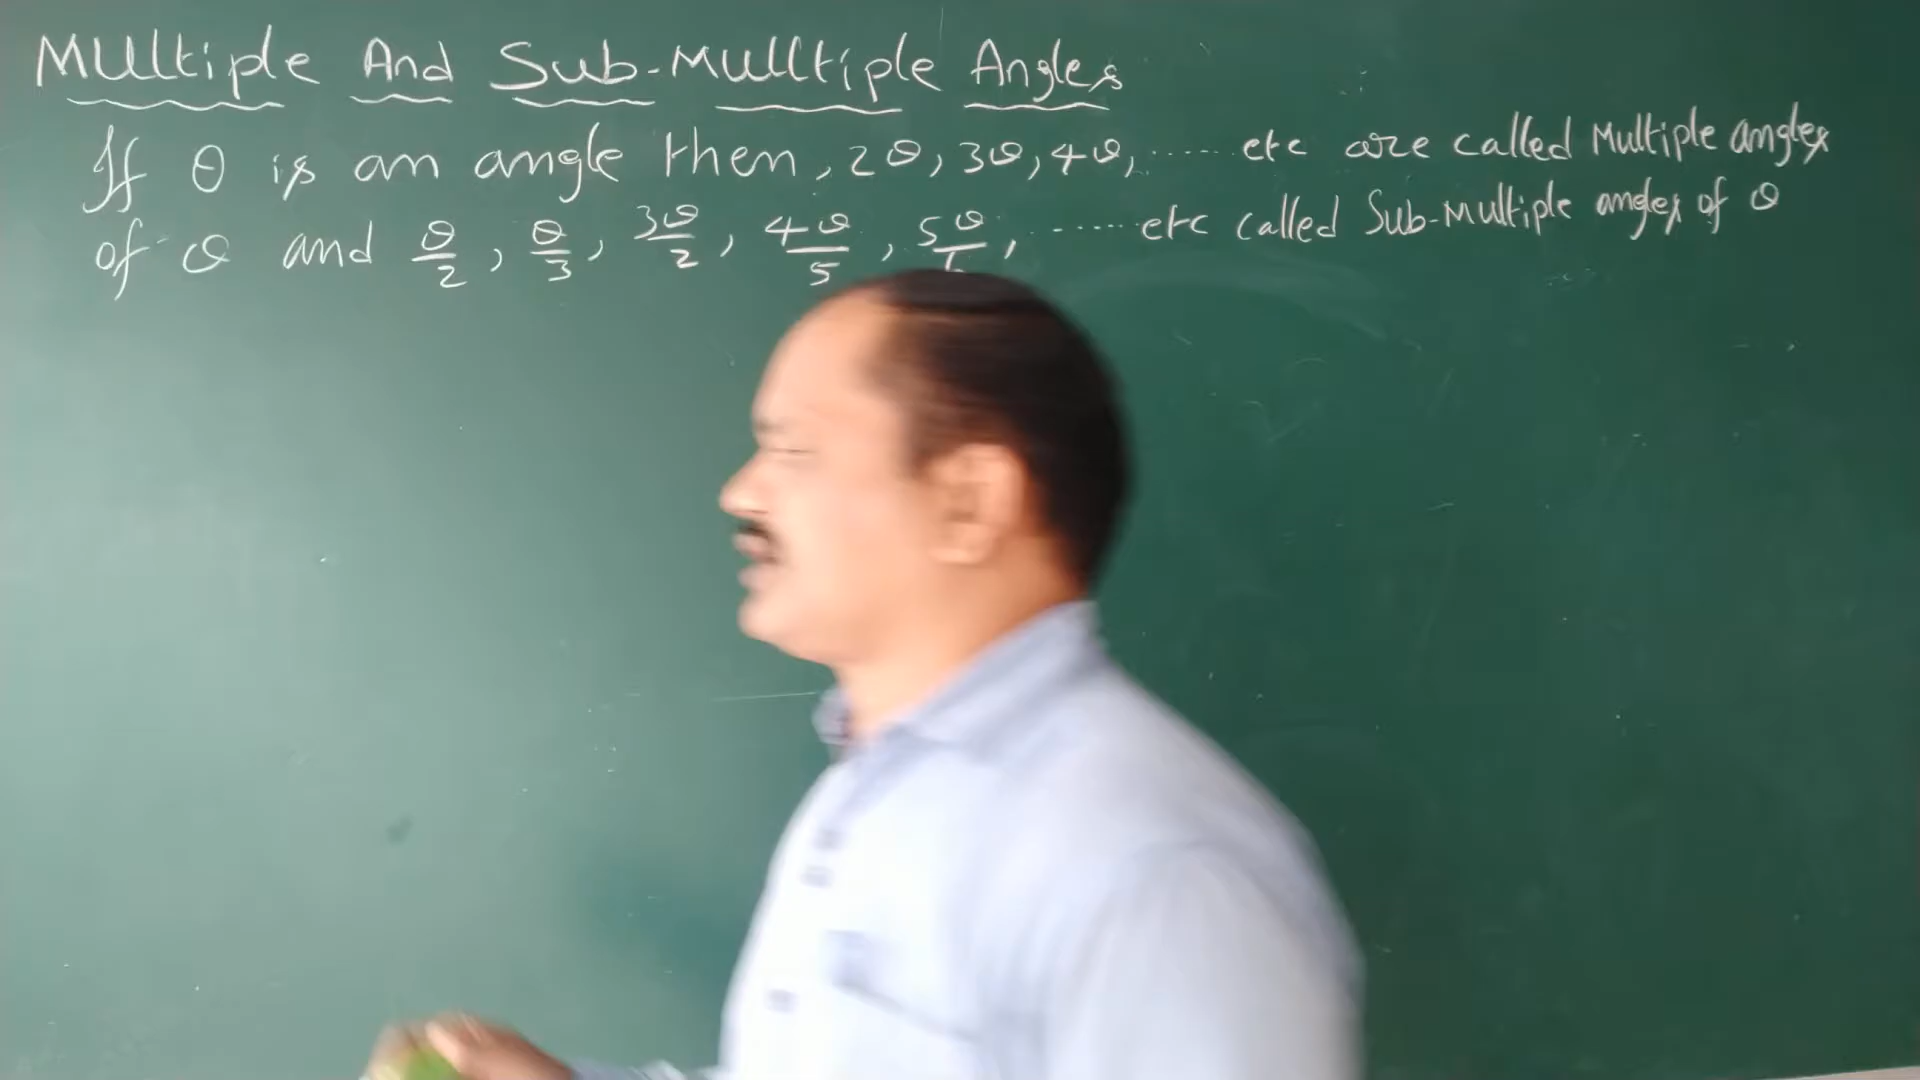 Multiple And Sub-Mulltiple Angles
If θ is an angle then, 2θ, 3θ, 4θ, ...... etc are called Multiple angles
of θ and θ/2, θ/3, 3θ/2, 4θ/5, 5θ/ , ...... etc called Sub-Multiple angles of θ